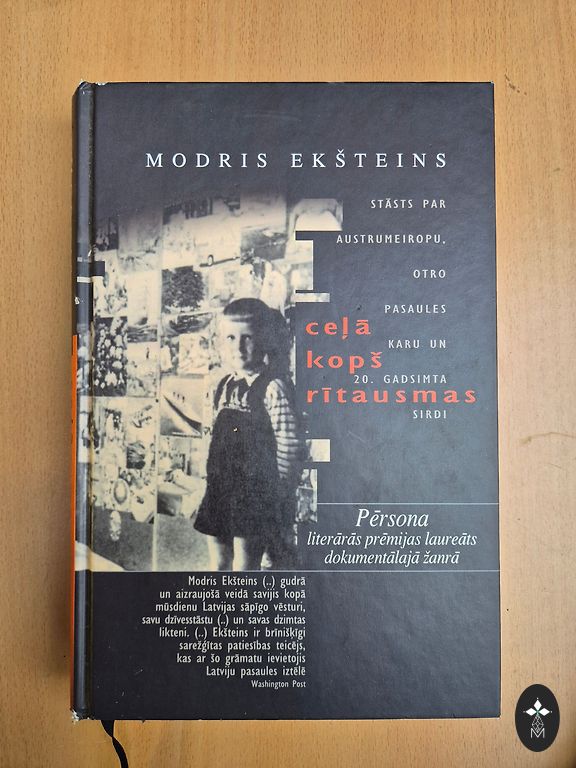 MODRIS EKŠTEINS
STĀSTS PAR
AUSTRUMEIROPU,
OTRO
PASAULES
ceļā
KARU UN
kopš
20. GADSIMTA
rītausmas
SIRDI
Pērsona
literārās prēmijas laureāts
dokumentālajā žanrā
Modris Ekšteins (..) gudrā
un aizraujošā veidā savijis kopā
mūsdienu Latvijas sāpīgo vēsturi,
savu dzīvesstāstu (..) un savas dzimtas
likteni. (..) Ekšteins ir brīnišķīgi
sarežģītas patiesības teicējs,
kas ar šo grāmatu ievietojis
Latviju pasaules iztēlē
Washington Post
M